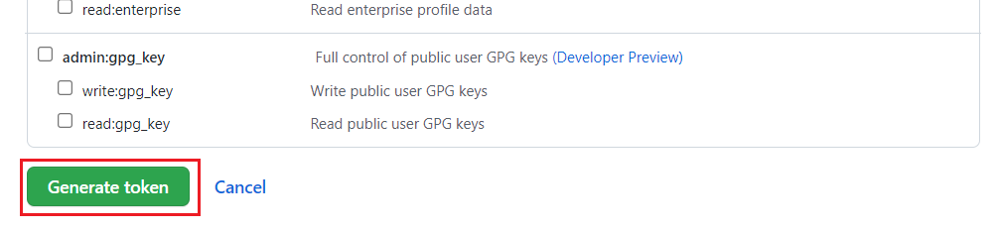 read:enterprise Read enterprise profile data
admin:gpg_key Full control of public user GPG keys (Developer Preview)
write:gpg_key Write public user GPG keys
read:gpg_key Read public user GPG keys
Generate token Cancel